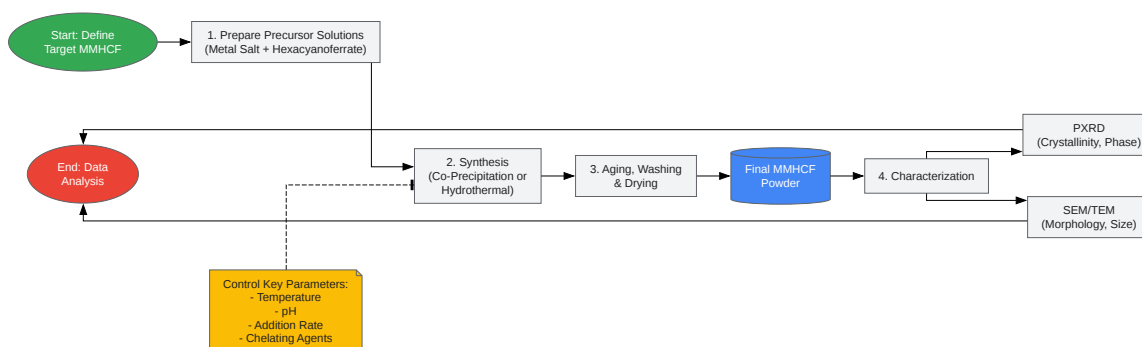 Start: Define
Target MMHCF
1. Prepare Precursor Solutions
(Metal Salt + Hexacyanoferrate)
PXRD
(Crystallinity, Phase)
End: Data
Analysis
2. Synthesis
(Co-Precipitation or
Hydrothermal)
3. Aging, Washing
& Drying
Final MMHCF
Powder
4. Characterization
SEM/TEM
(Morphology, Size)
Control Key Parameters:
- Temperature
- pH
- Addition Rate
- Chelating Agents